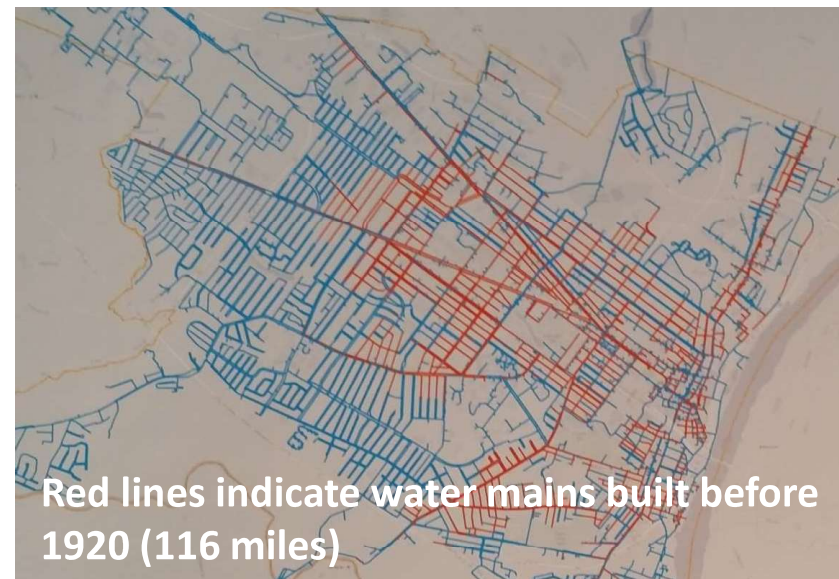 Red lines indicate water mains built before
1920 (116 miles)